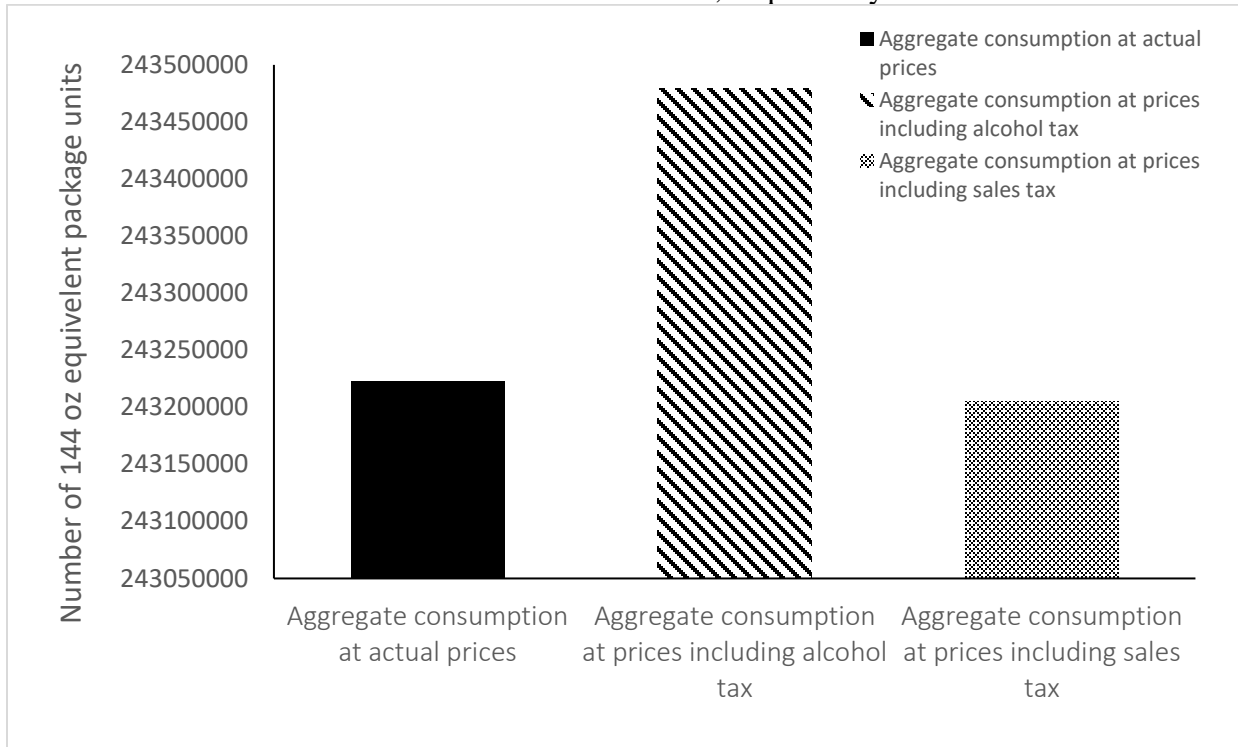 Aggregate consumption at actual
prices
Aggregate consumption at prices
including alcohol tax
Aggregate consumption at prices
including sales tax
Number of 144 oz equivelent package units
243500000
243450000
243400000
243350000
243300000
243250000
243200000
243150000
243100000
243050000
Aggregate consumption
at actual prices
Aggregate consumption
at prices including alcohol
tax
Aggregate consumption
at prices including sales
tax